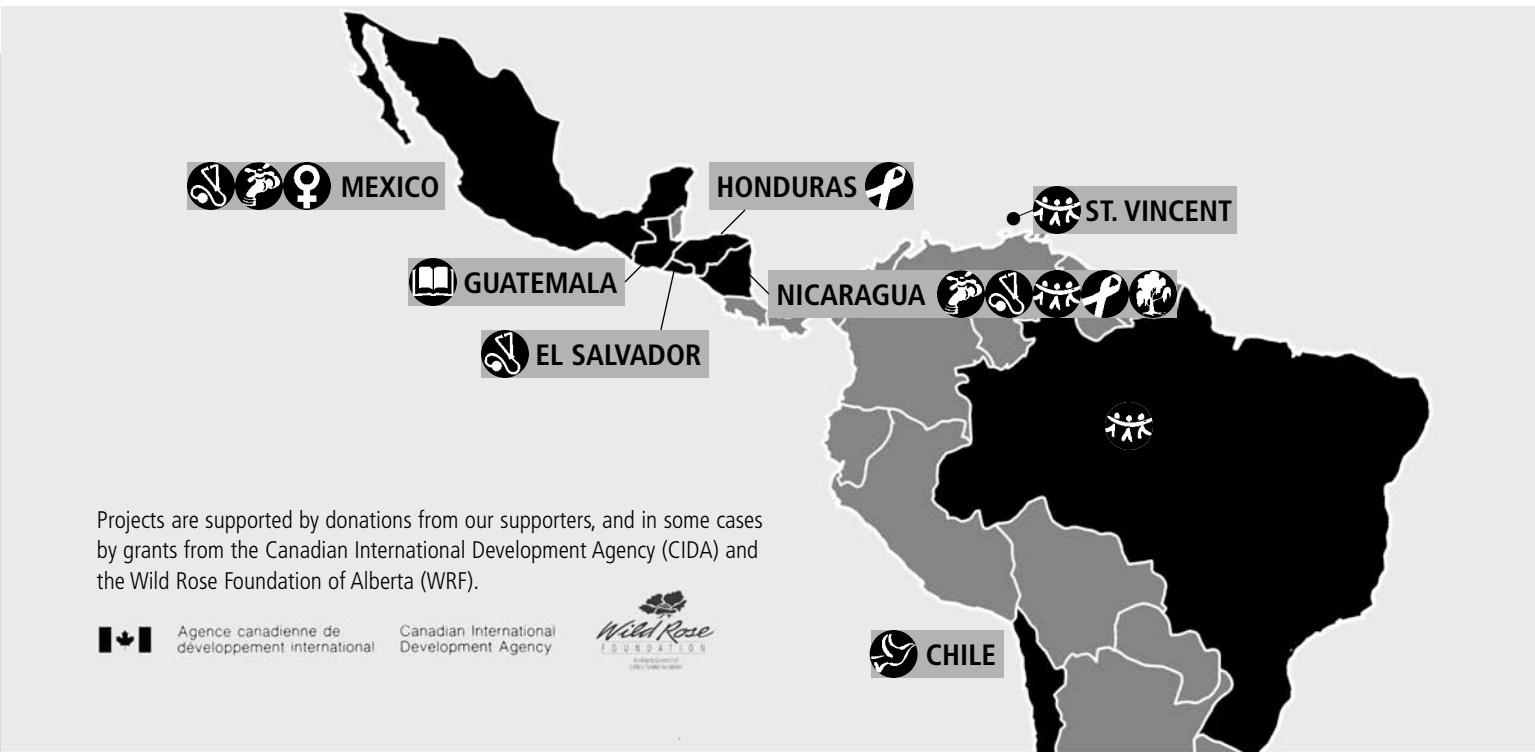 MEXICO
HONDURAS
ST. VINCENT
GUATEMALA
NICARAGUA
EL SALVADOR
Projects are supported by donations from our supporters, and in some cases
by grants from the Canadian International Development Agency (CIDA) and
the Wild Rose Foundation of Alberta (WRF).
Agence canadienne de
développement international
Canadian International
Development Agency
Wild Rose
FOUNDATION
CHILE